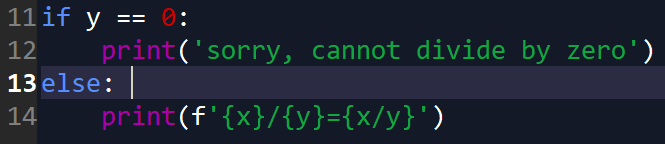 11 if y == 0:
12     print('sorry, cannot divide by zero')
13 else:
14     print(f'{x}/{y}={x/y}')